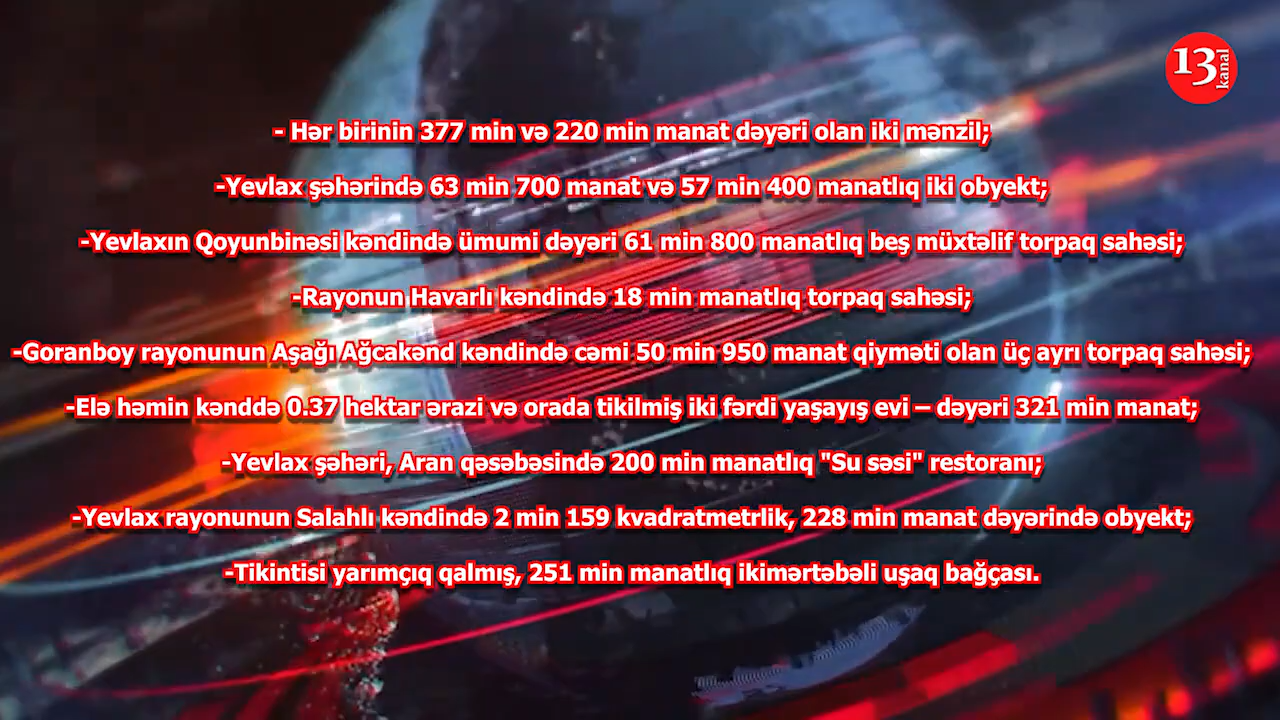 13 kanal
- Hər birinin 377 min və 220 min manat dəyəri olan iki mənzil;
-Yevlax şəhərində 63 min 700 manat və 57 min 400 manatlıq iki obyekt;
-Yevlaxın Qoyunbinəsi kəndində ümumi dəyəri 61 min 800 manatlıq beş müxtəlif torpaq sahəsi;
-Rayonun Havarlı kəndində 18 min manatlıq torpaq sahəsi;
-Goranboy rayonunun Aşağı Ağcakənd kəndində cəmi 50 min 950 manat qiyməti olan üç ayrı torpaq sahəsi;
-Elə həmin kənddə 0.37 hektar ərazi və orada tikilmiş iki fərdi yaşayış evi – dəyəri 321 min manat;
-Yevlax şəhəri, Aran qəsəbəsində 200 min manatlıq "Su səsi" restoranı;
-Yevlax rayonunun Salahlı kəndində 2 min 159 kvadratmetrlik, 228 min manat dəyərində obyekt;
-Tikintisi yarımçıq qalmış, 251 min manatlıq ikimərtəbəli uşaq bağçası.